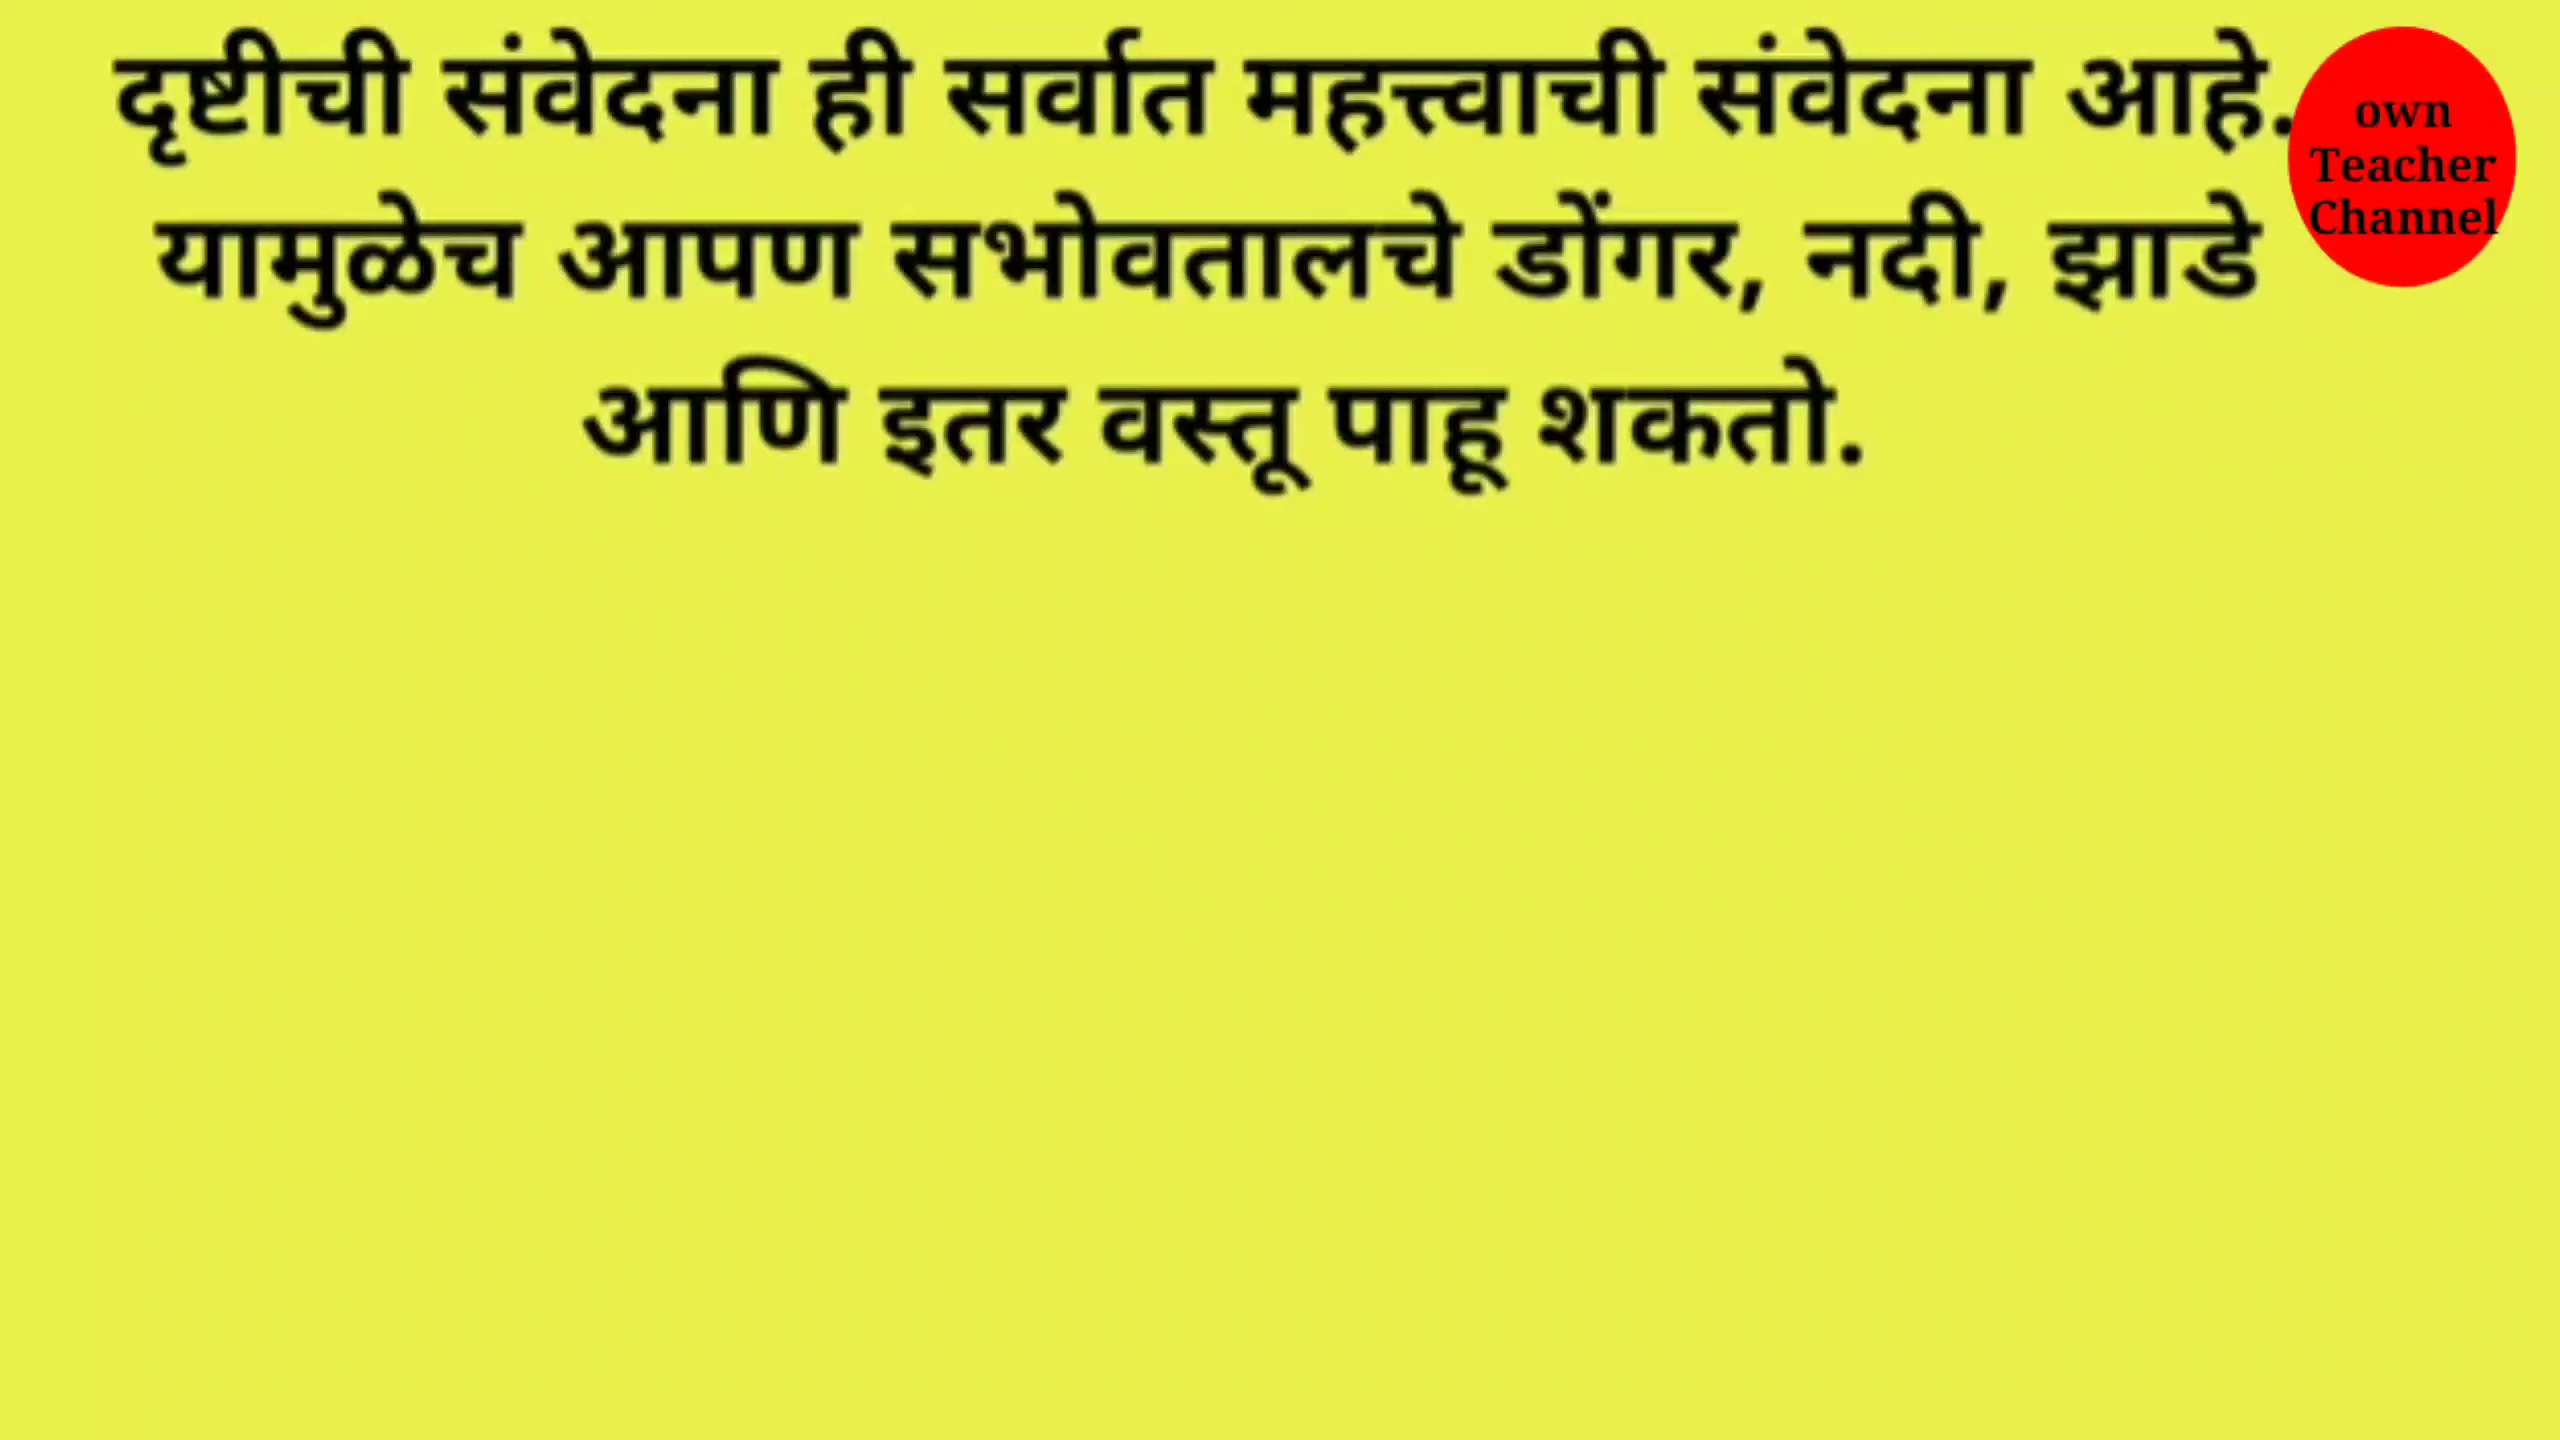 दृष्टीची संवेदना ही सर्वात महत्त्वाची संवेदना आहे.
यामुळेच आपण सभोवतालचे डोंगर, नदी, झाडे
आणि इतर वस्तू पाहू शकतो.
own
Teacher
Channel